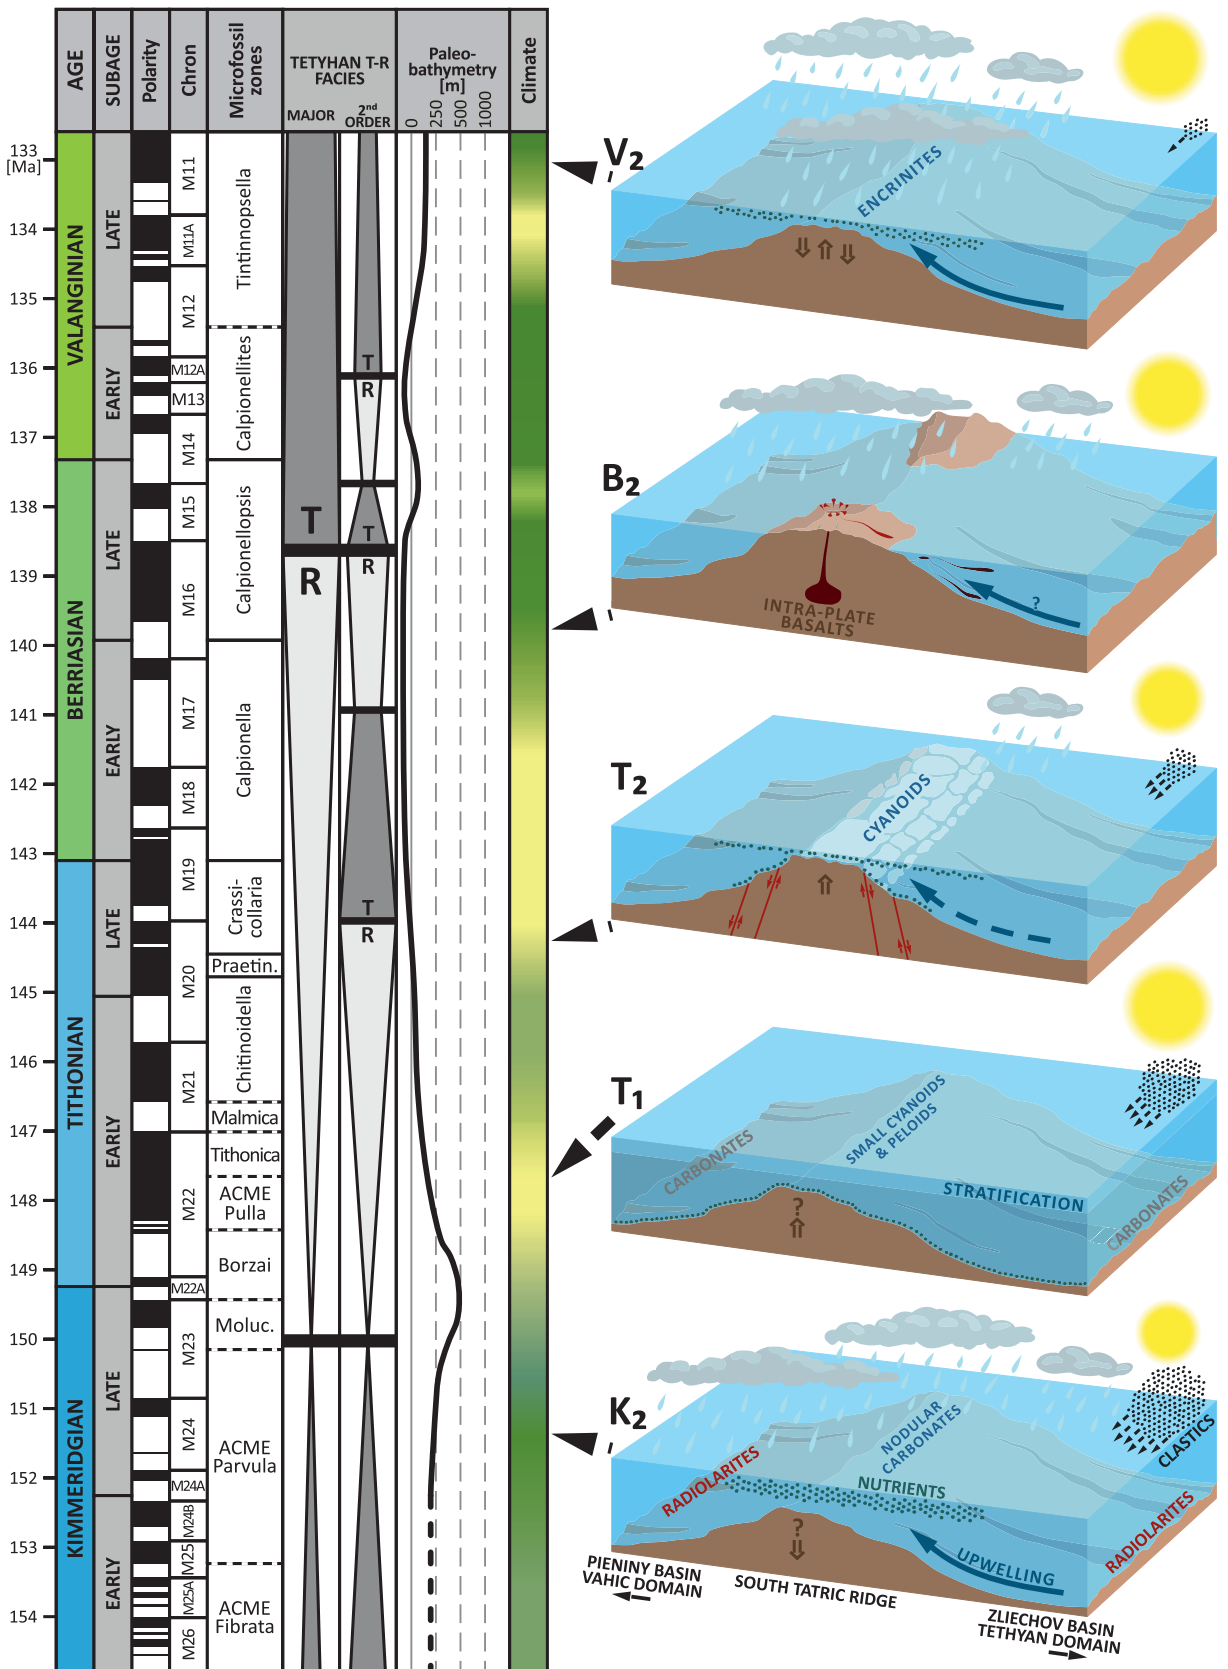 AGE
SUBAGE
Polarity
Chron
Microfossil
zones
TETYHAN T-R
FACIES
MAJOR
2nd
ORDER
Paleo-
bathymetry
[m]
0
250
500
1000
Climate
133
[Ma]
134
135
136
137
138
139
140
141
142
143
144
145
146
147
148
149
150
151
152
153
154
VALANGINIAN
BERRIASIAN
TITHONIAN
KIMMERIDGIAN
LATE
EARLY
LATE
EARLY
LATE
EARLY
LATE
EARLY
M11
M11A
M12
M12A
M13
M14
M15
M16
M17
M18
M19
M20
M21
M22
M22A
M23
M24
M24A
M24B
M25
M25A
M26
Tintinnopsella
Calpionellites
Calpionellopsis
Calpionella
Crassi-
collaria
Praetin.
Chitinoidella
Malmica
Tithonica
ACME
Pulla
Borzai
Moluc.
ACME
Parvula
ACME
Fibrata
T
R
T
R
T
R
T
R
V2
ENCRINITES
B2
INTRA-PLATE
BASALTS
?
T2
CYANOIDS
T1
CARBONATES
SMALL CYANOIDS
& PELOIDS
STRATIFICATION
CARBONATES
?
K2
RADIOLARITES
NODULAR
CARBONATES
NUTRIENTS
CLASTICS
RADIOLARITES
?
UPWELLING
PIENINY BASIN
VAHIC DOMAIN
SOUTH TATRIC RIDGE
ZLIECHOV BASIN
TETHYAN DOMAIN